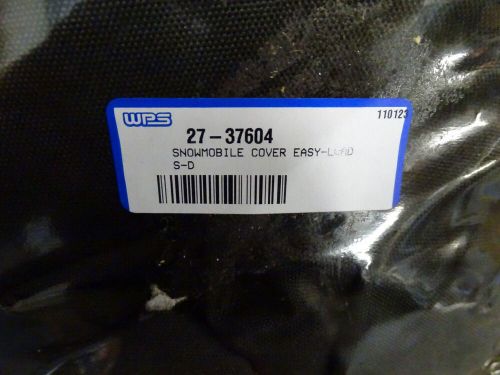 WPS
110123
27-37604
SNOWMOBILE COVER EASY-LOAD
S-D